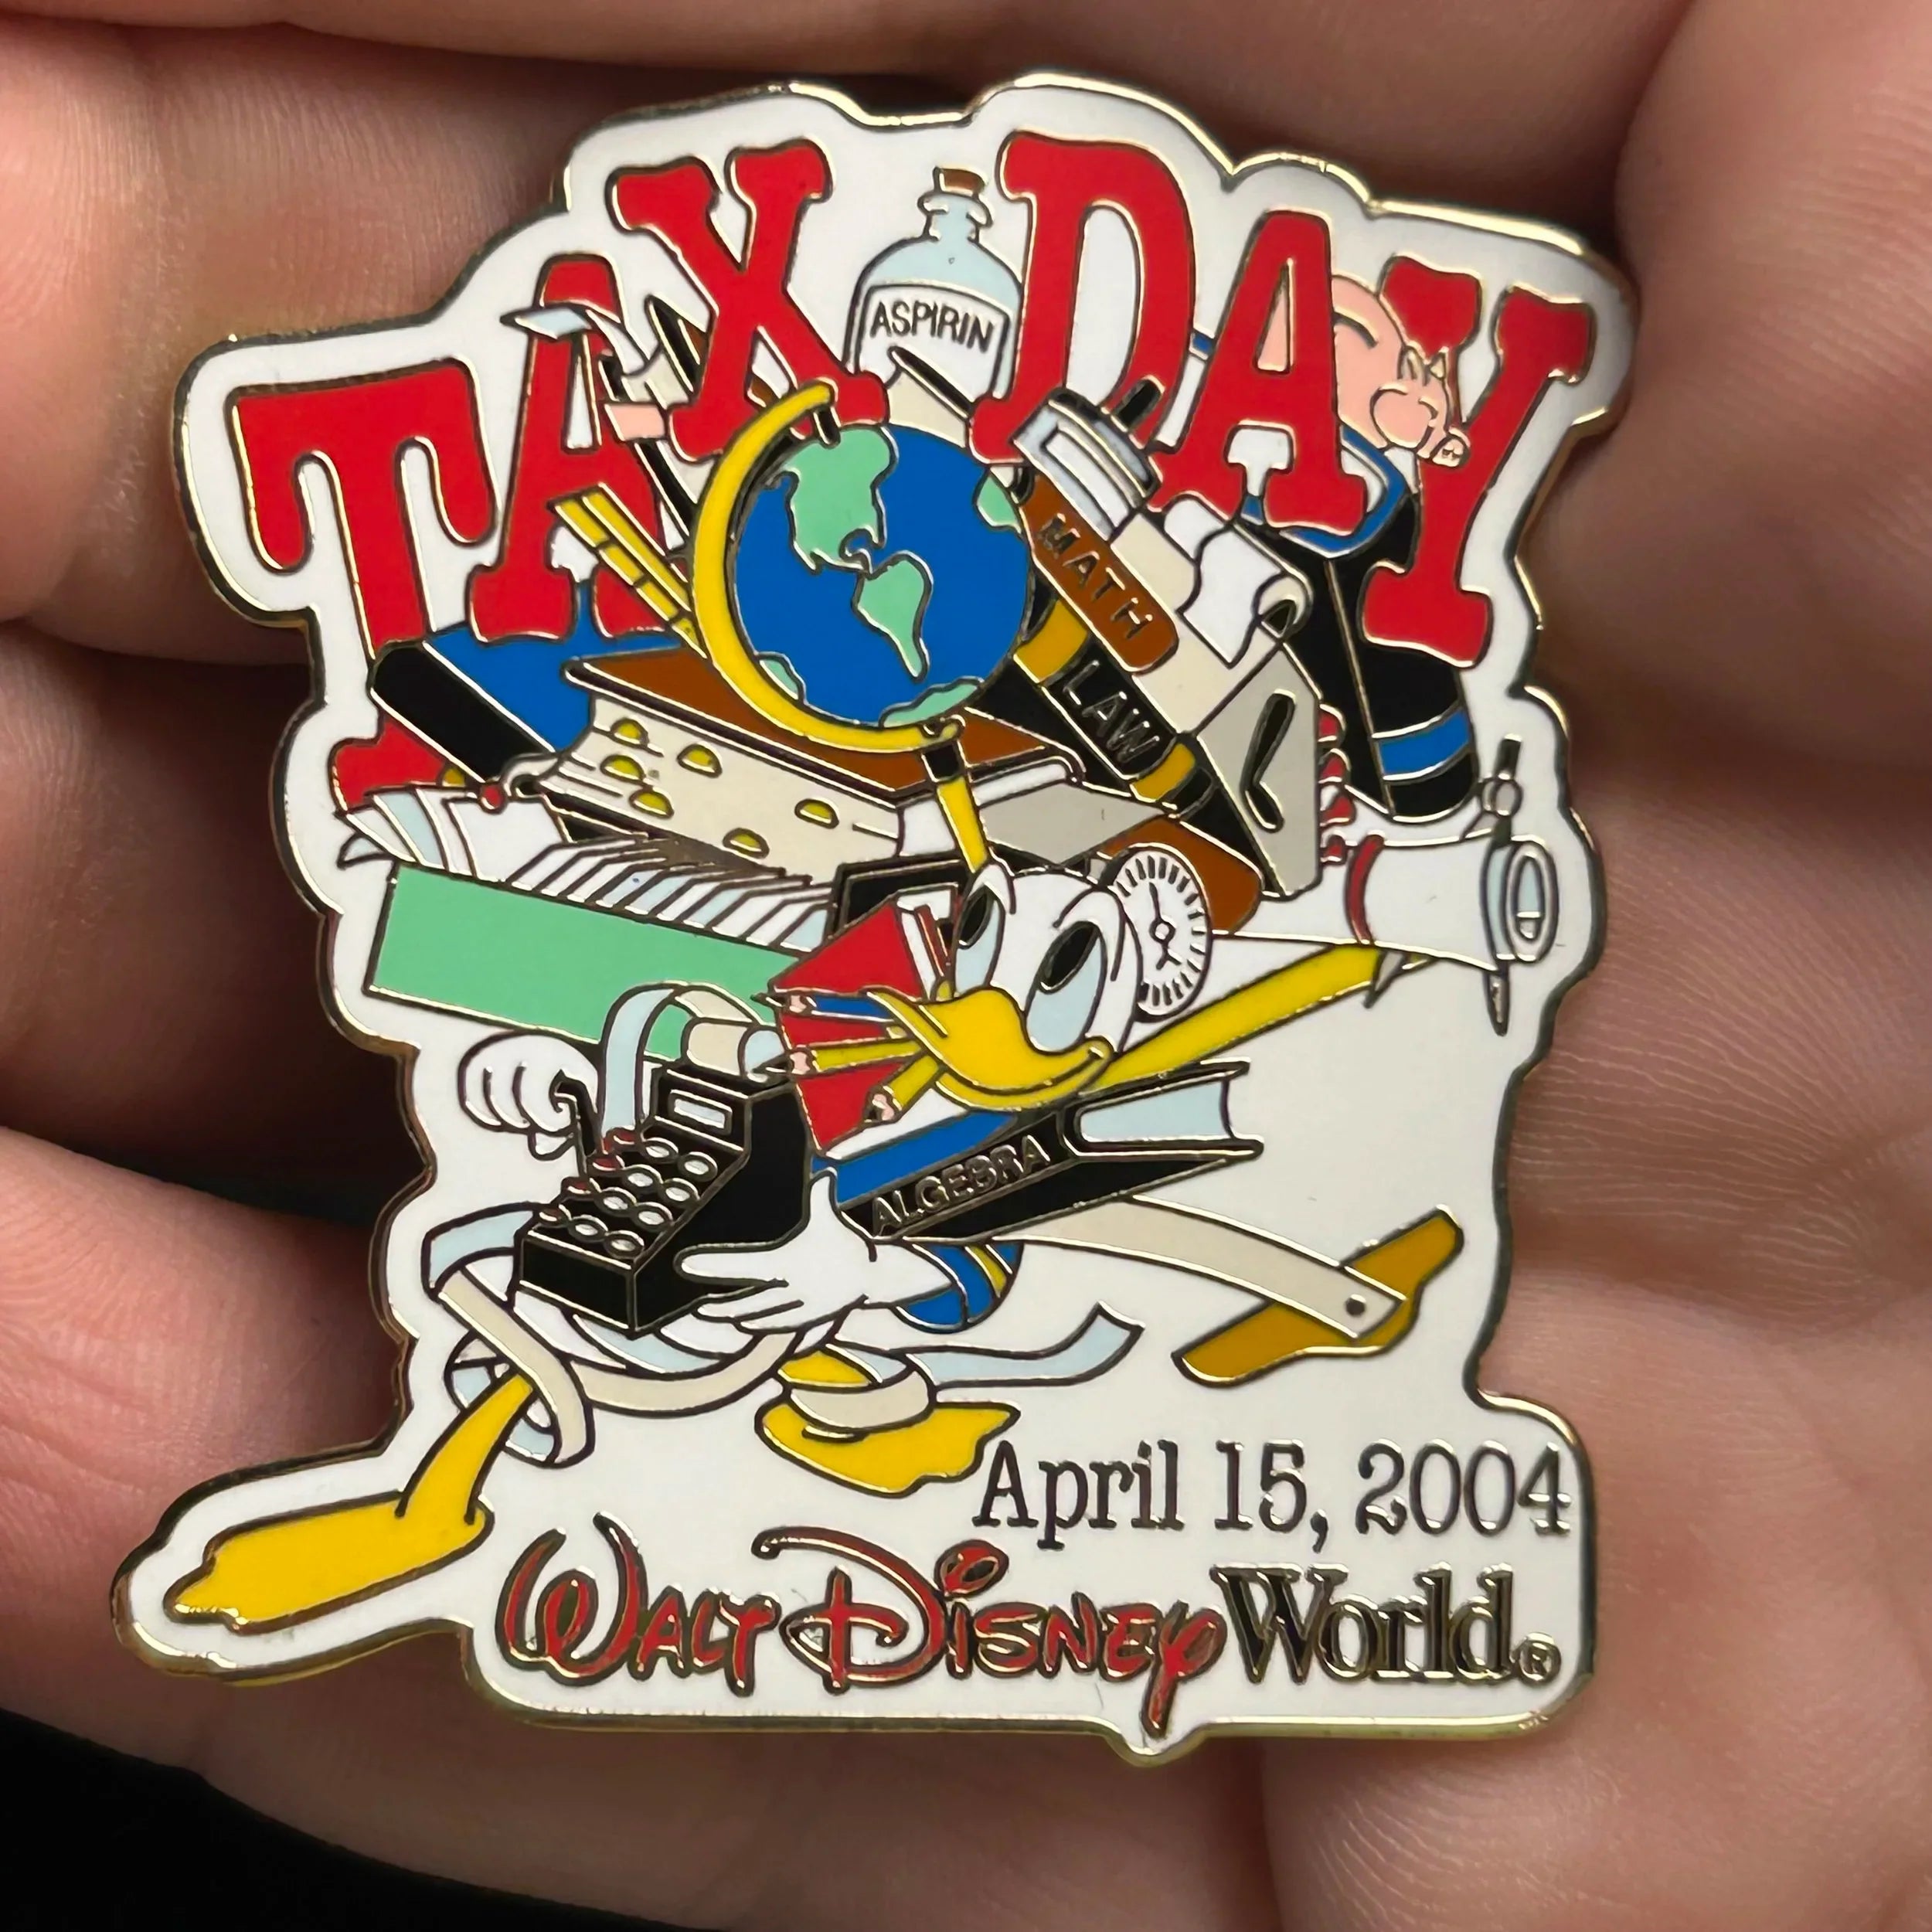 TAX DAY
ASPIRIN
MATH
LAW
ALGEBRA
April 15, 2004
WALT DISNEY World®